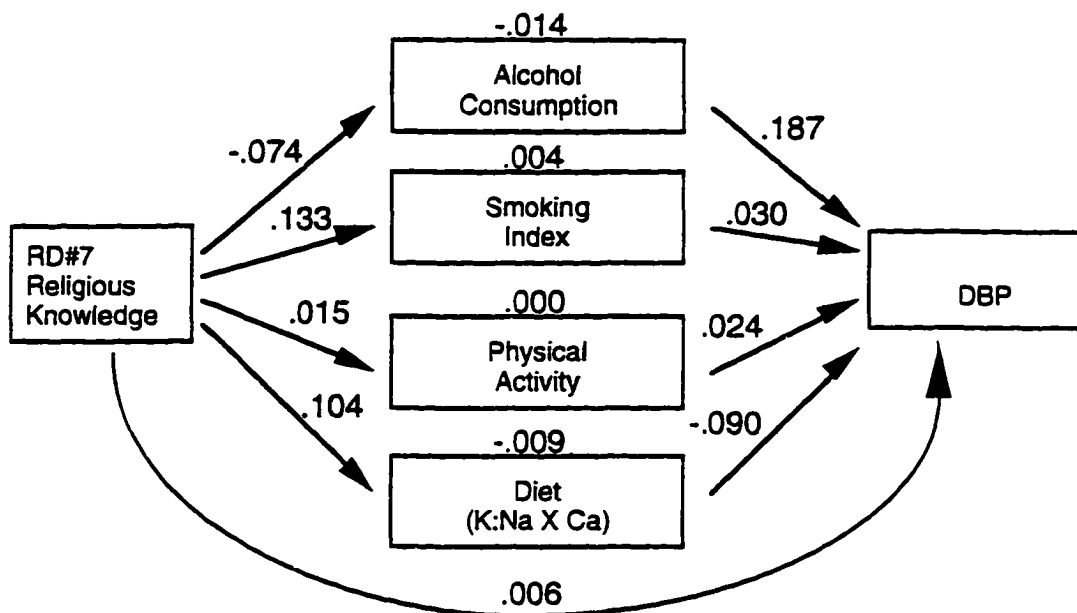 -.014
Alcohol
Consumption
-.074
.187
.004
Smoking
Index
.133
.030
RD#7
Religious
Knowledge
DBP
.000
Physical
Activity
.015
.024
.104
-.090
-.009
Diet
(K:Na X Ca)
.006